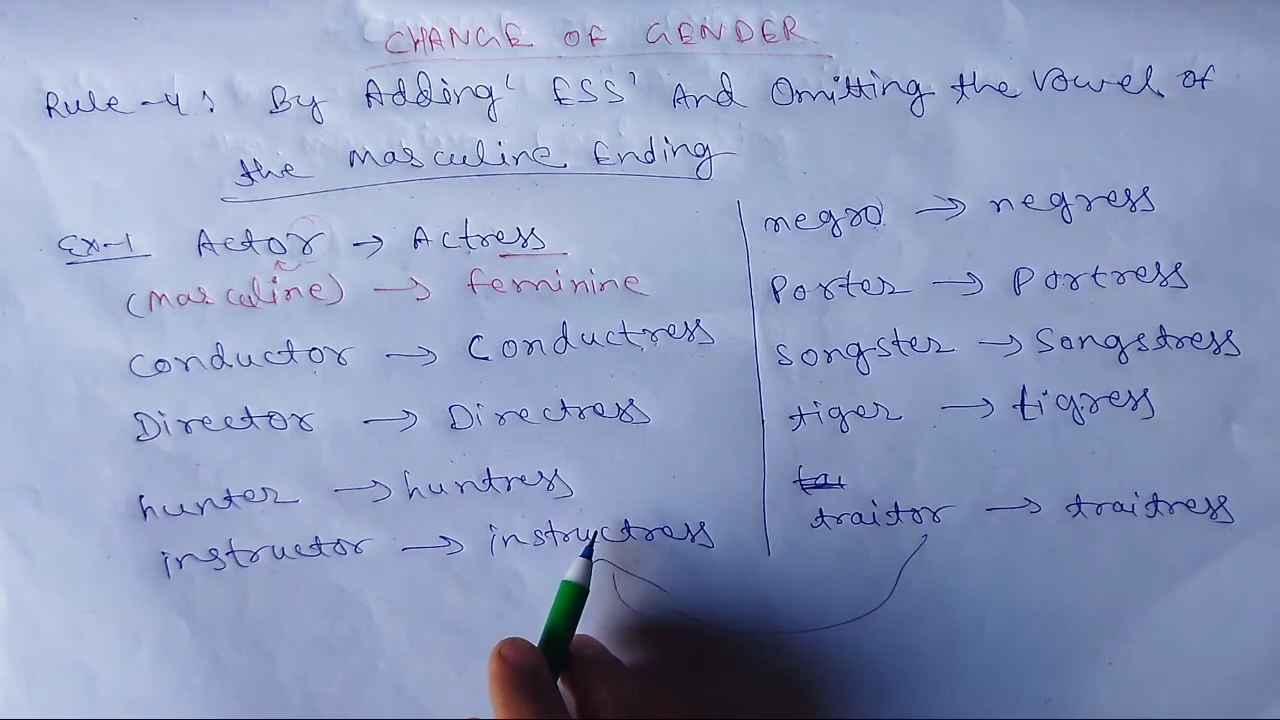 CHANGE OF GENDER
Rule-4: By Adding 'ESS' And Omitting the vowel of
the masculine Ending
Ex-1 Actor → Actress
(masculine) → feminine
conductor → conductress
Director → Directress
hunter → huntress
instructor → instructress
negro → negress
Porter → Portress
songster → songstress
tiger → tigress
traitor → traitress